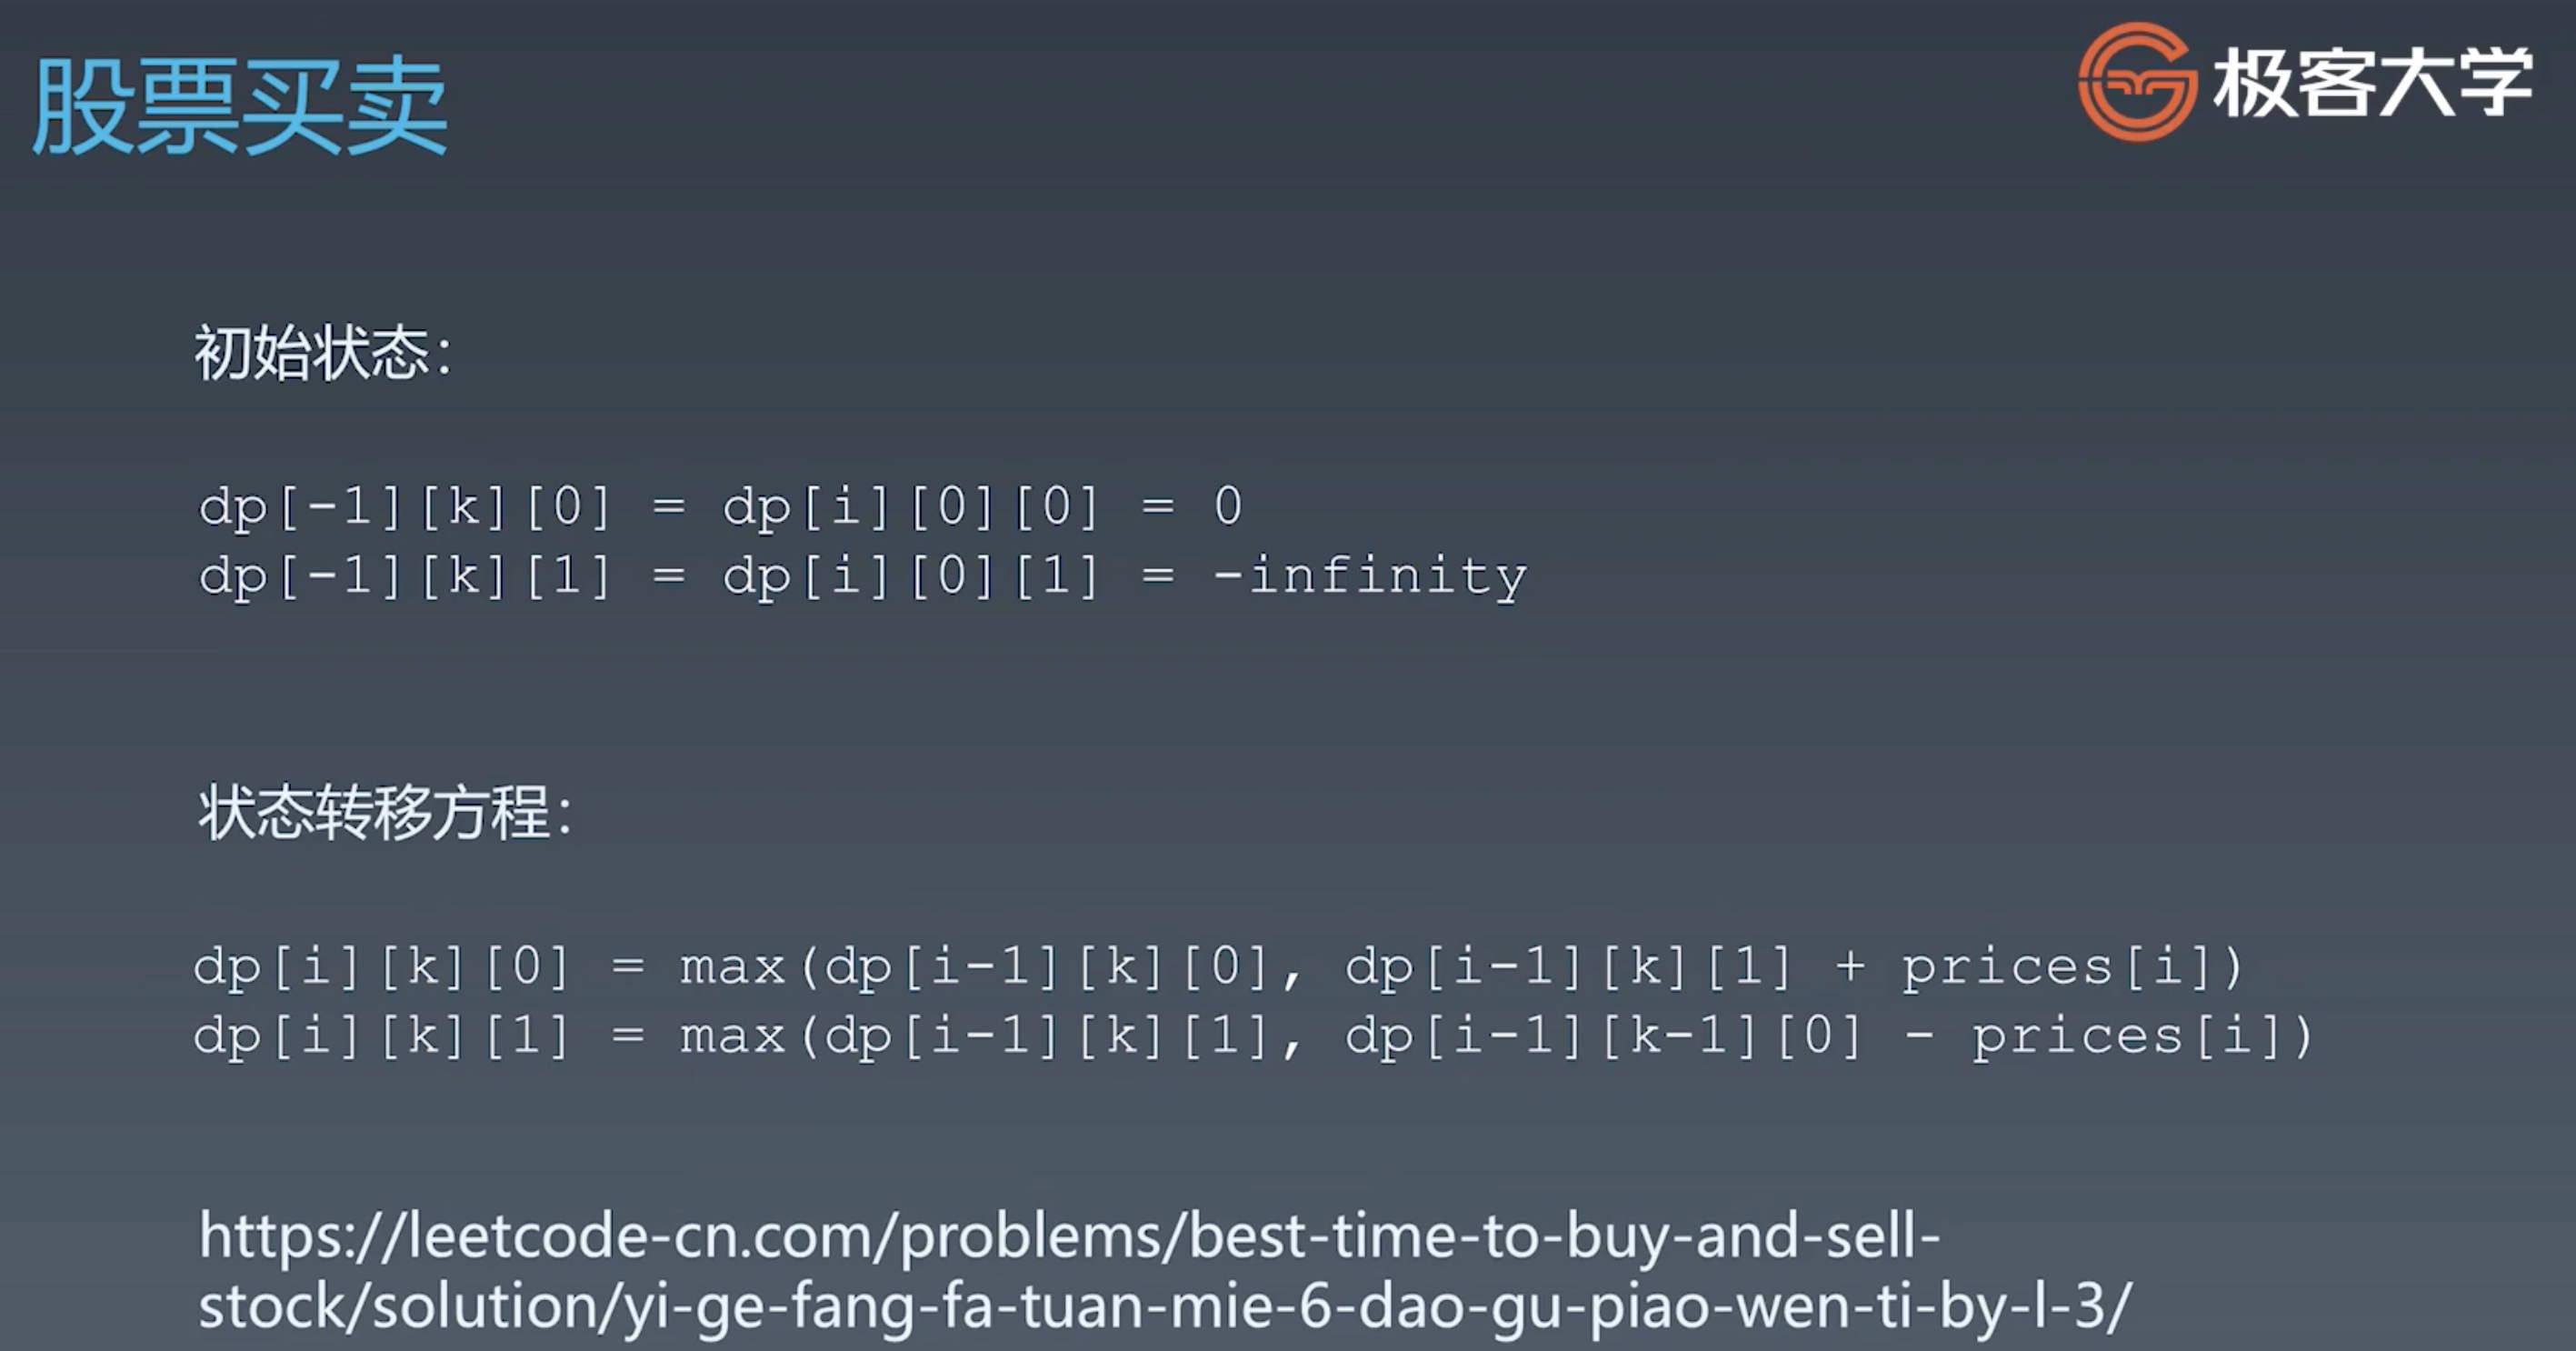 股票买卖
极客大学
初始状态：
dp[-1][k][0] = dp[i][0][0] = 0
dp[-1][k][1] = dp[i][0][1] = -infinity
状态转移方程：
dp[i][k][0] = max(dp[i-1][k][0], dp[i-1][k][1] + prices[i])
dp[i][k][1] = max(dp[i-1][k][1], dp[i-1][k-1][0] - prices[i])
https://leetcode-cn.com/problems/best-time-to-buy-and-sell-
stock/solution/yi-ge-fang-fa-tuan-mie-6-dao-gu-piao-wen-ti-by-l-3/